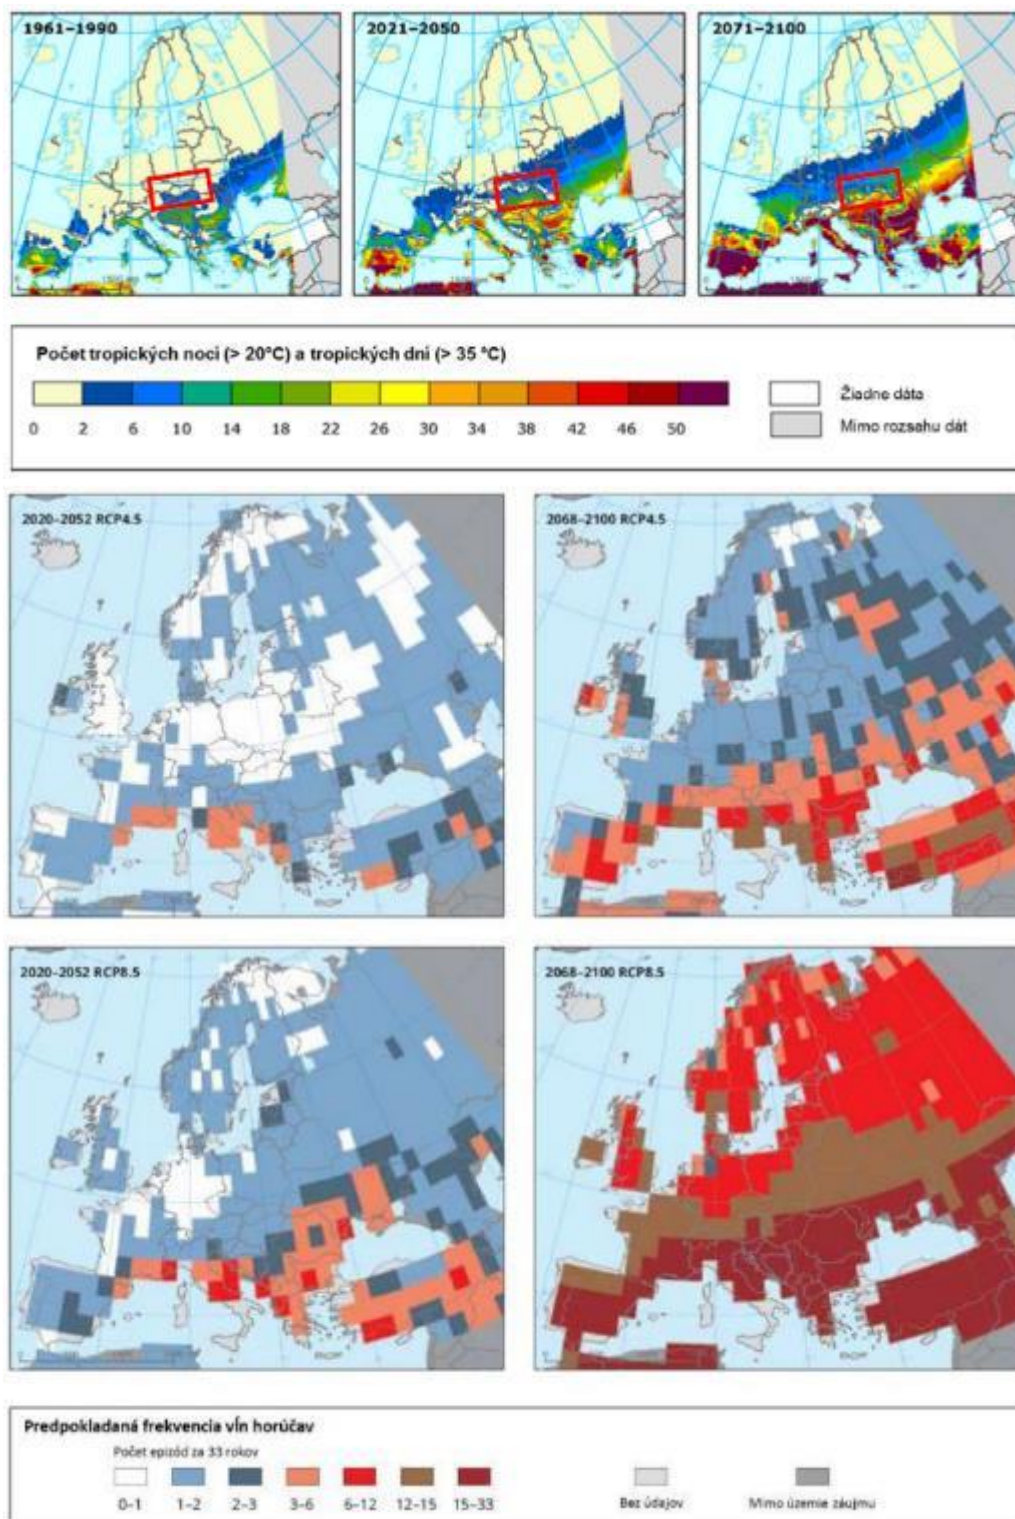 1961–1990
2021–2050
2071–2100
Počet tropických noci (> 20°C) a tropických dni (> 35 °C)
0 2 6 10 14 18 22 26 30 34 38 42 46 50
Žiadne dáta
Mimo rozsahu dát
2020–2052 RCP4.5
2068–2100 RCP4.5
2020–2052 RCP8.5
2068–2100 RCP8.5
Predpokladaná frekvencia vĺn horúčav
Počet epizód za 33 rokov
0–1 1–2 2–3 3–6 6–12 12–15 15–33
Bez údajov
Mimo územie záujmu